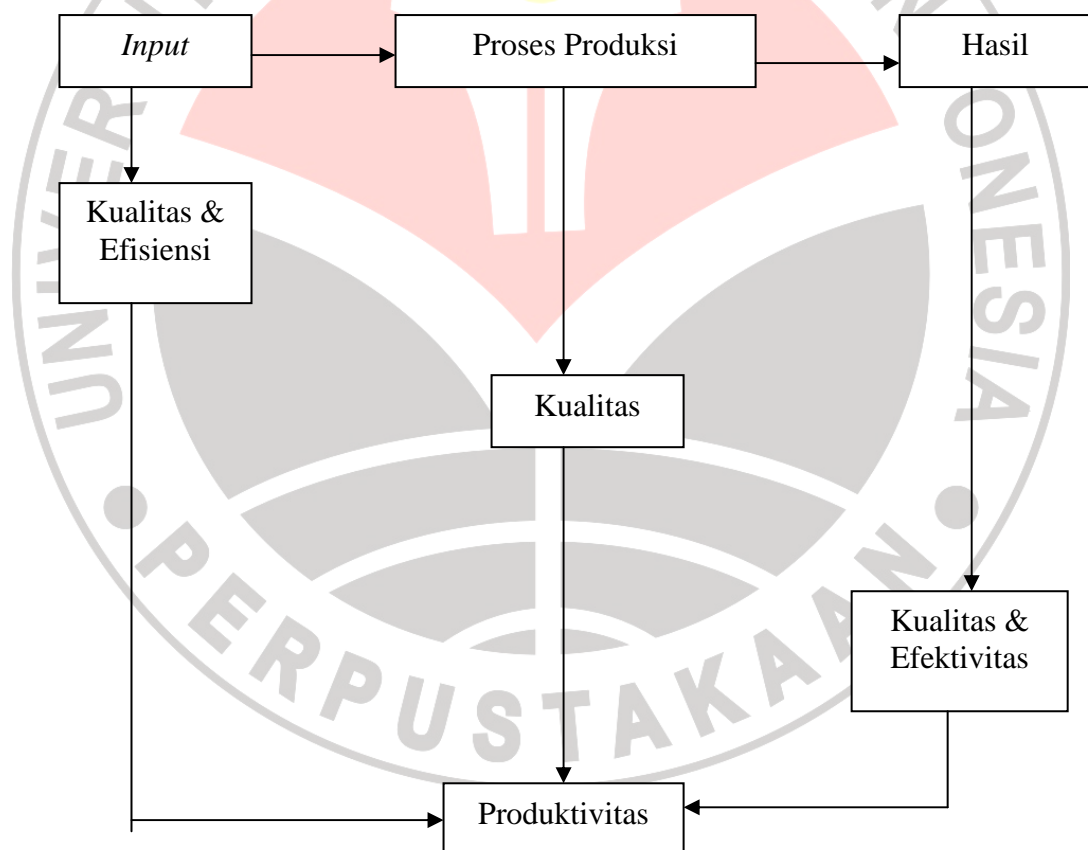 Input
Proses Produksi
Hasil
Kualitas &
Efisiensi
Kualitas
Kualitas &
Efektivitas
Produktivitas
PERPUSTAKAAN